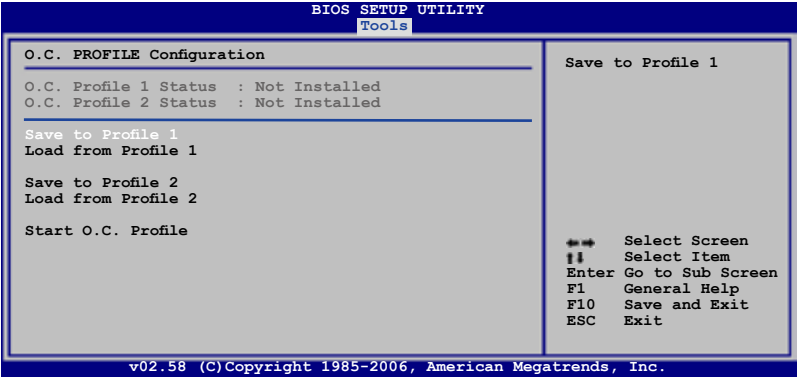 BIOS SETUP UTILITY
Tools
O.C. PROFILE Configuration
O.C. Profile 1 Status : Not Installed
O.C. Profile 2 Status : Not Installed
Save to Profile 1
Load from Profile 1
Save to Profile 2
Load from Profile 2
Start O.C. Profile
Save to Profile 1
←→ Select Screen
↑↓ Select Item
Enter Go to Sub Screen
F1 General Help
F10 Save and Exit
ESC Exit
v02.58 (C)Copyright 1985-2006, American Megatrends, Inc.